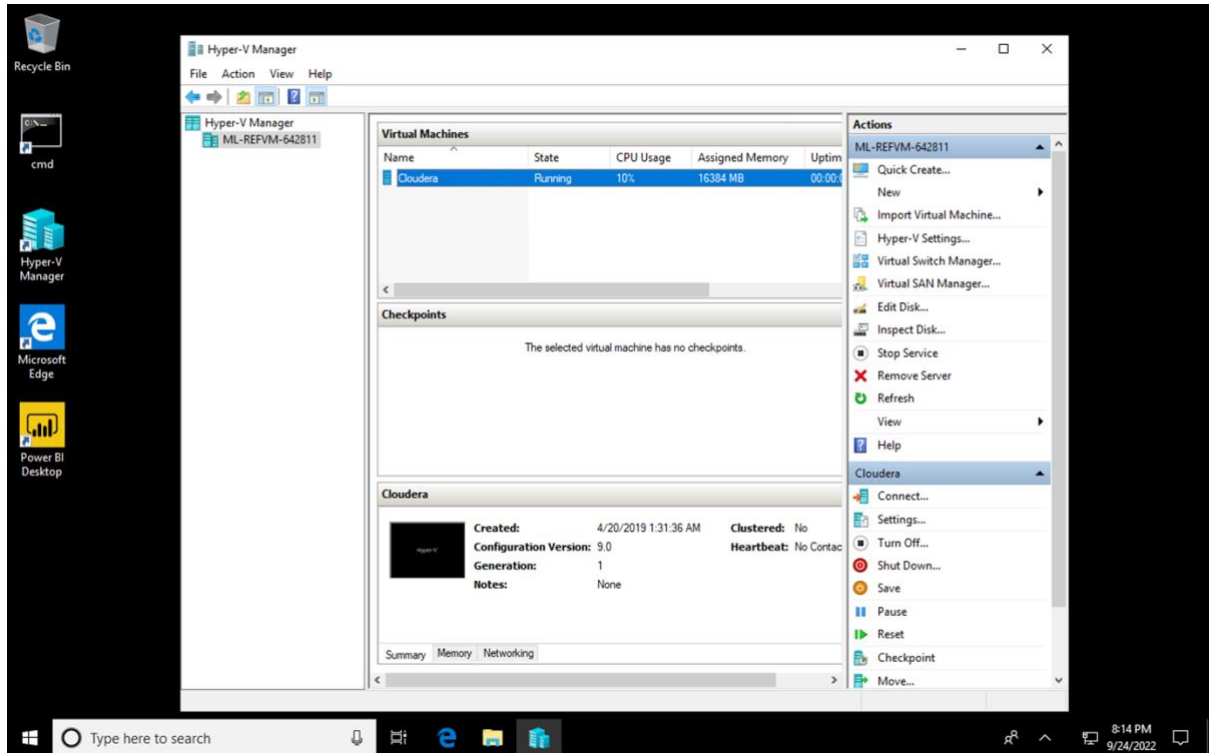 Recycle Bin
cmd
Hyper-V
Manager
Microsoft
Edge
Power BI
Desktop
Hyper-V Manager
File Action View Help
Hyper-V Manager
ML-REFVM-642811
Virtual Machines
Name State CPU Usage Assigned Memory Uptim
Cloudera Running 10% 16384 MB 00:00:
Checkpoints
The selected virtual machine has no checkpoints.
Cloudera
Created: 4/20/2019 1:31:36 AM Clustered: No
Configuration Version: 9.0 Heartbeat: No Contac
Generation: 1
Notes: None
Summary Memory Networking
Actions
ML-REFVM-642811
Quick Create...
New
Import Virtual Machine...
Hyper-V Settings...
Virtual Switch Manager...
Virtual SAN Manager...
Edit Disk...
Inspect Disk...
Stop Service
Remove Server
Refresh
View
Help
Cloudera
Connect...
Settings...
Turn Off...
Shut Down...
Save
Pause
Reset
Checkpoint
Move...
Type here to search
8:14 PM
9/24/2022